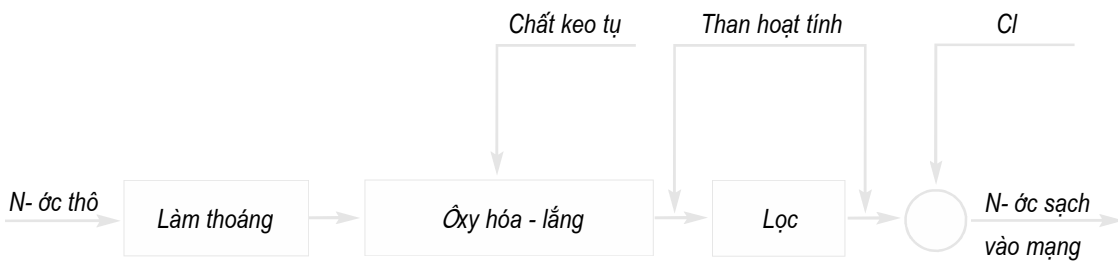 Chất keo tụ
Than hoạt tính
Cl
N- ớc thô
Làm thoáng
Ôxy hóa - lắng
Lọc
N- ớc sạch
vào mạng